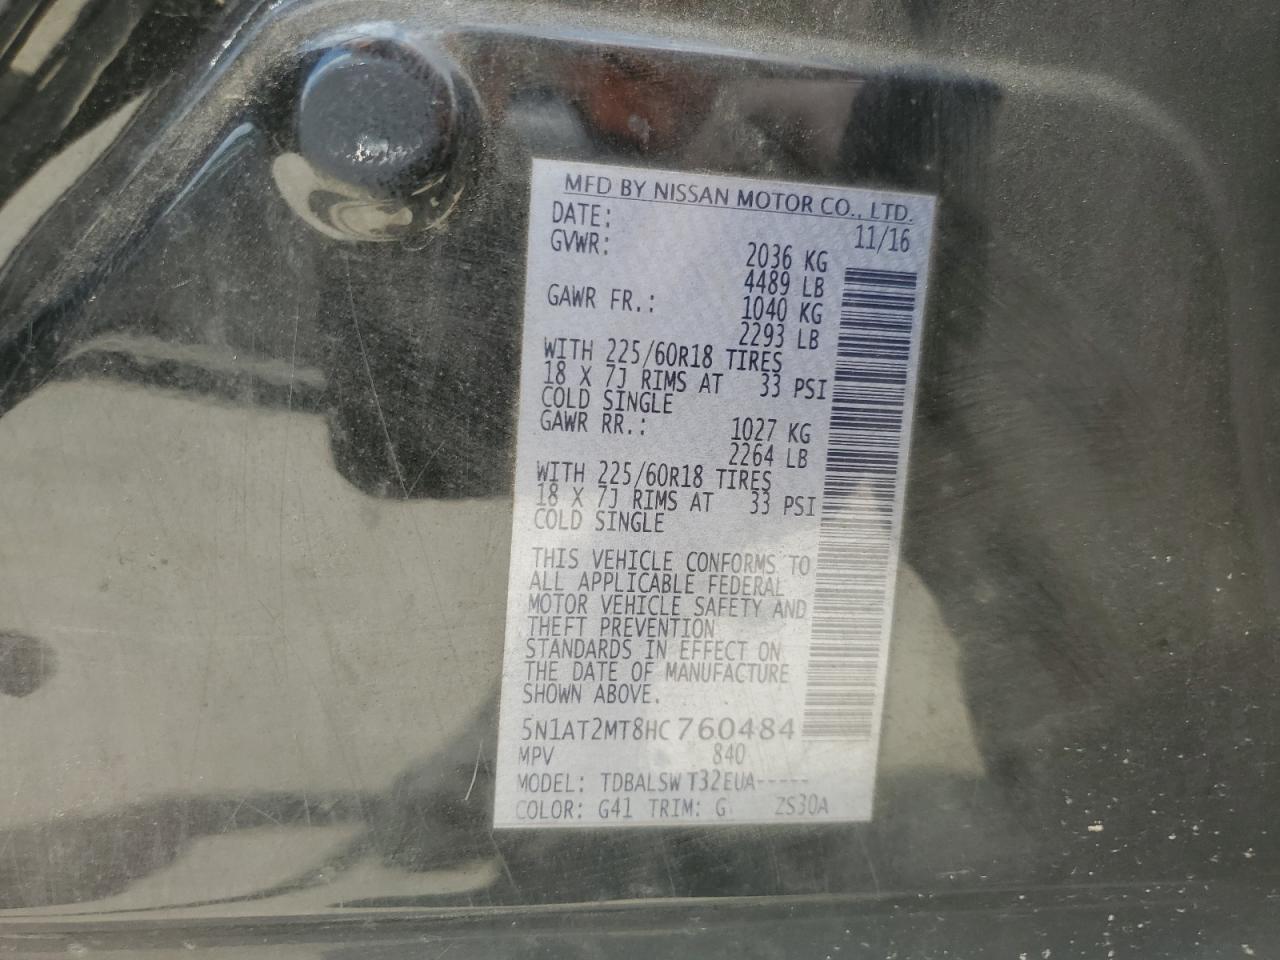 MFD BY NISSAN MOTOR CO., LTD.
DATE: 11/16
GVWR: 2036 KG
4489 LB
GAWR FR.: 1040 KG
2293 LB
WITH 225/60R18 TIRES
18 X 7J RIMS AT 33 PSI
COLD SINGLE
GAWR RR.: 1027 KG
2264 LB
WITH 225/60R18 TIRES
18 X 7J RIMS AT 33 PSI
COLD SINGLE
THIS VEHICLE CONFORMS TO
ALL APPLICABLE FEDERAL
MOTOR VEHICLE SAFETY AND
THEFT PREVENTION
STANDARDS IN EFFECT ON
THE DATE OF MANUFACTURE
SHOWN ABOVE.
5N1AT2MT8HC760484
MPV 840
MODEL: TDBALSW T32EUA-----
COLOR: G41 TRIM: G ZS30A